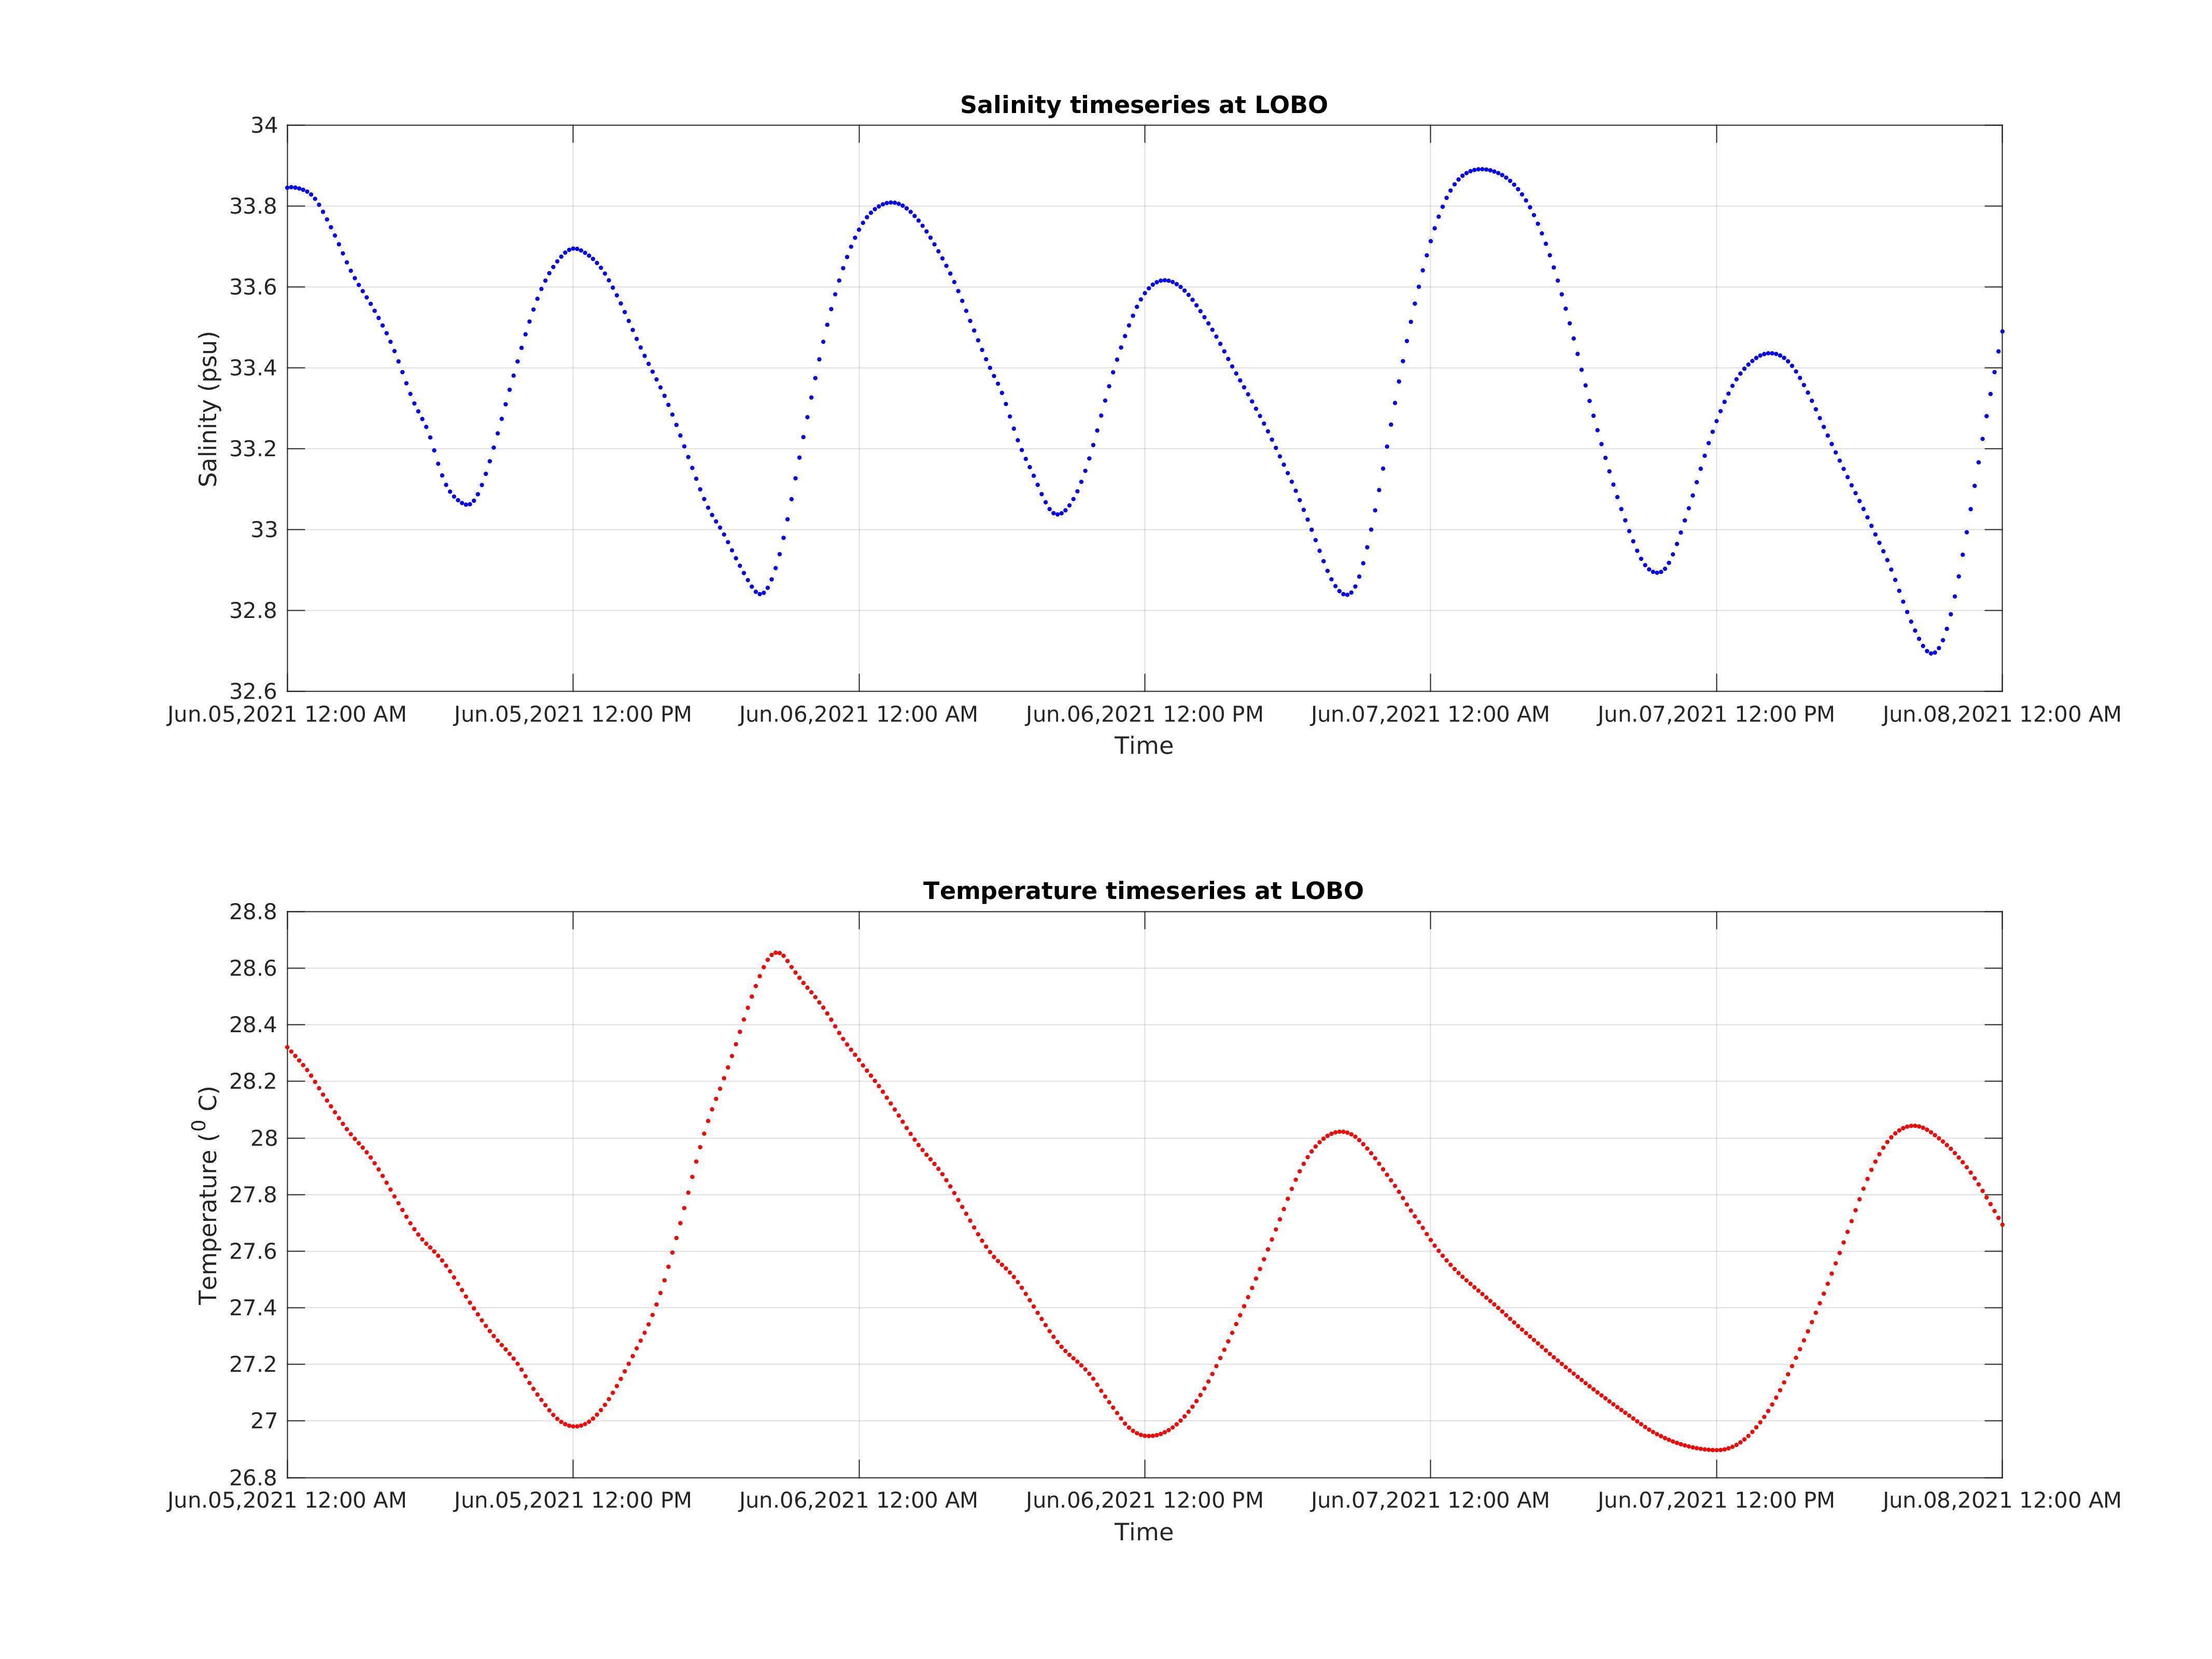 Salinity timeseries at LOBO
34
33.8
33.6
33.4
33.2
33
32.8
32.6
Salinity (psu)
Jun.05,2021 12:00 AM Jun.05,2021 12:00 PM Jun.06,2021 12:00 AM Jun.06,2021 12:00 PM Jun.07,2021 12:00 AM Jun.07,2021 12:00 PM Jun.08,2021 12:00 AM
Time
Temperature timeseries at LOBO
28.8
28.6
28.4
28.2
28
27.8
27.6
27.4
27.2
27
26.8
Temperature (⁰ C)
Jun.05,2021 12:00 AM Jun.05,2021 12:00 PM Jun.06,2021 12:00 AM Jun.06,2021 12:00 PM Jun.07,2021 12:00 AM Jun.07,2021 12:00 PM Jun.08,2021 12:00 AM
Time